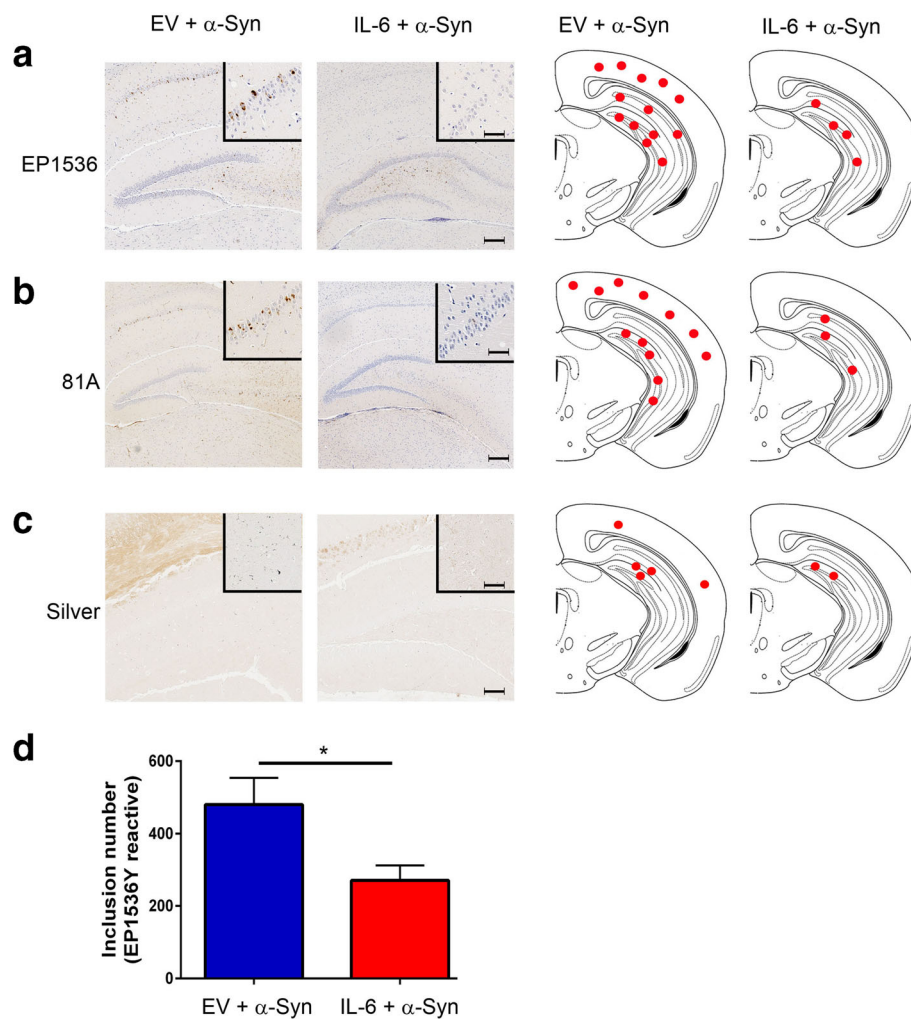 EV + α-Syn IL-6 + α-Syn EV + α-Syn IL-6 + α-Syn
a
EP1536
b
81A
c
Silver
d
*
600
400
200
0
Inclusion number
(EP1536Y reactive)
EV + α-Syn IL-6 + α-Syn